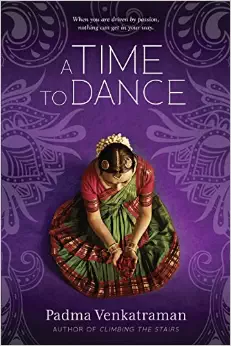 When you are driven by passion,
nothing can get in your way.
A TIME
TO DANCE
Padma Venkatraman
AUTHOR OF CLIMBING THE STAIRS